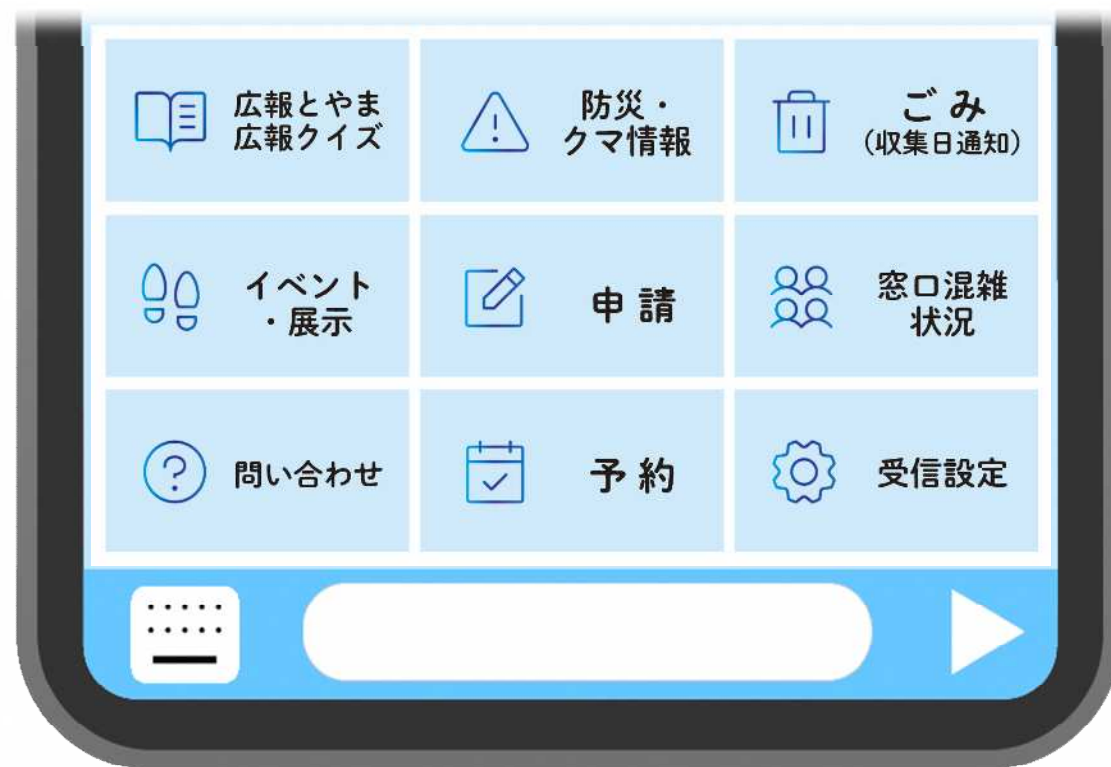 広報とやま
広報クイズ
防災・
クマ情報
ごみ
(収集日通知)
イベント
・展示
申請
窓口混雑
状況
問い合わせ
予約
受信設定